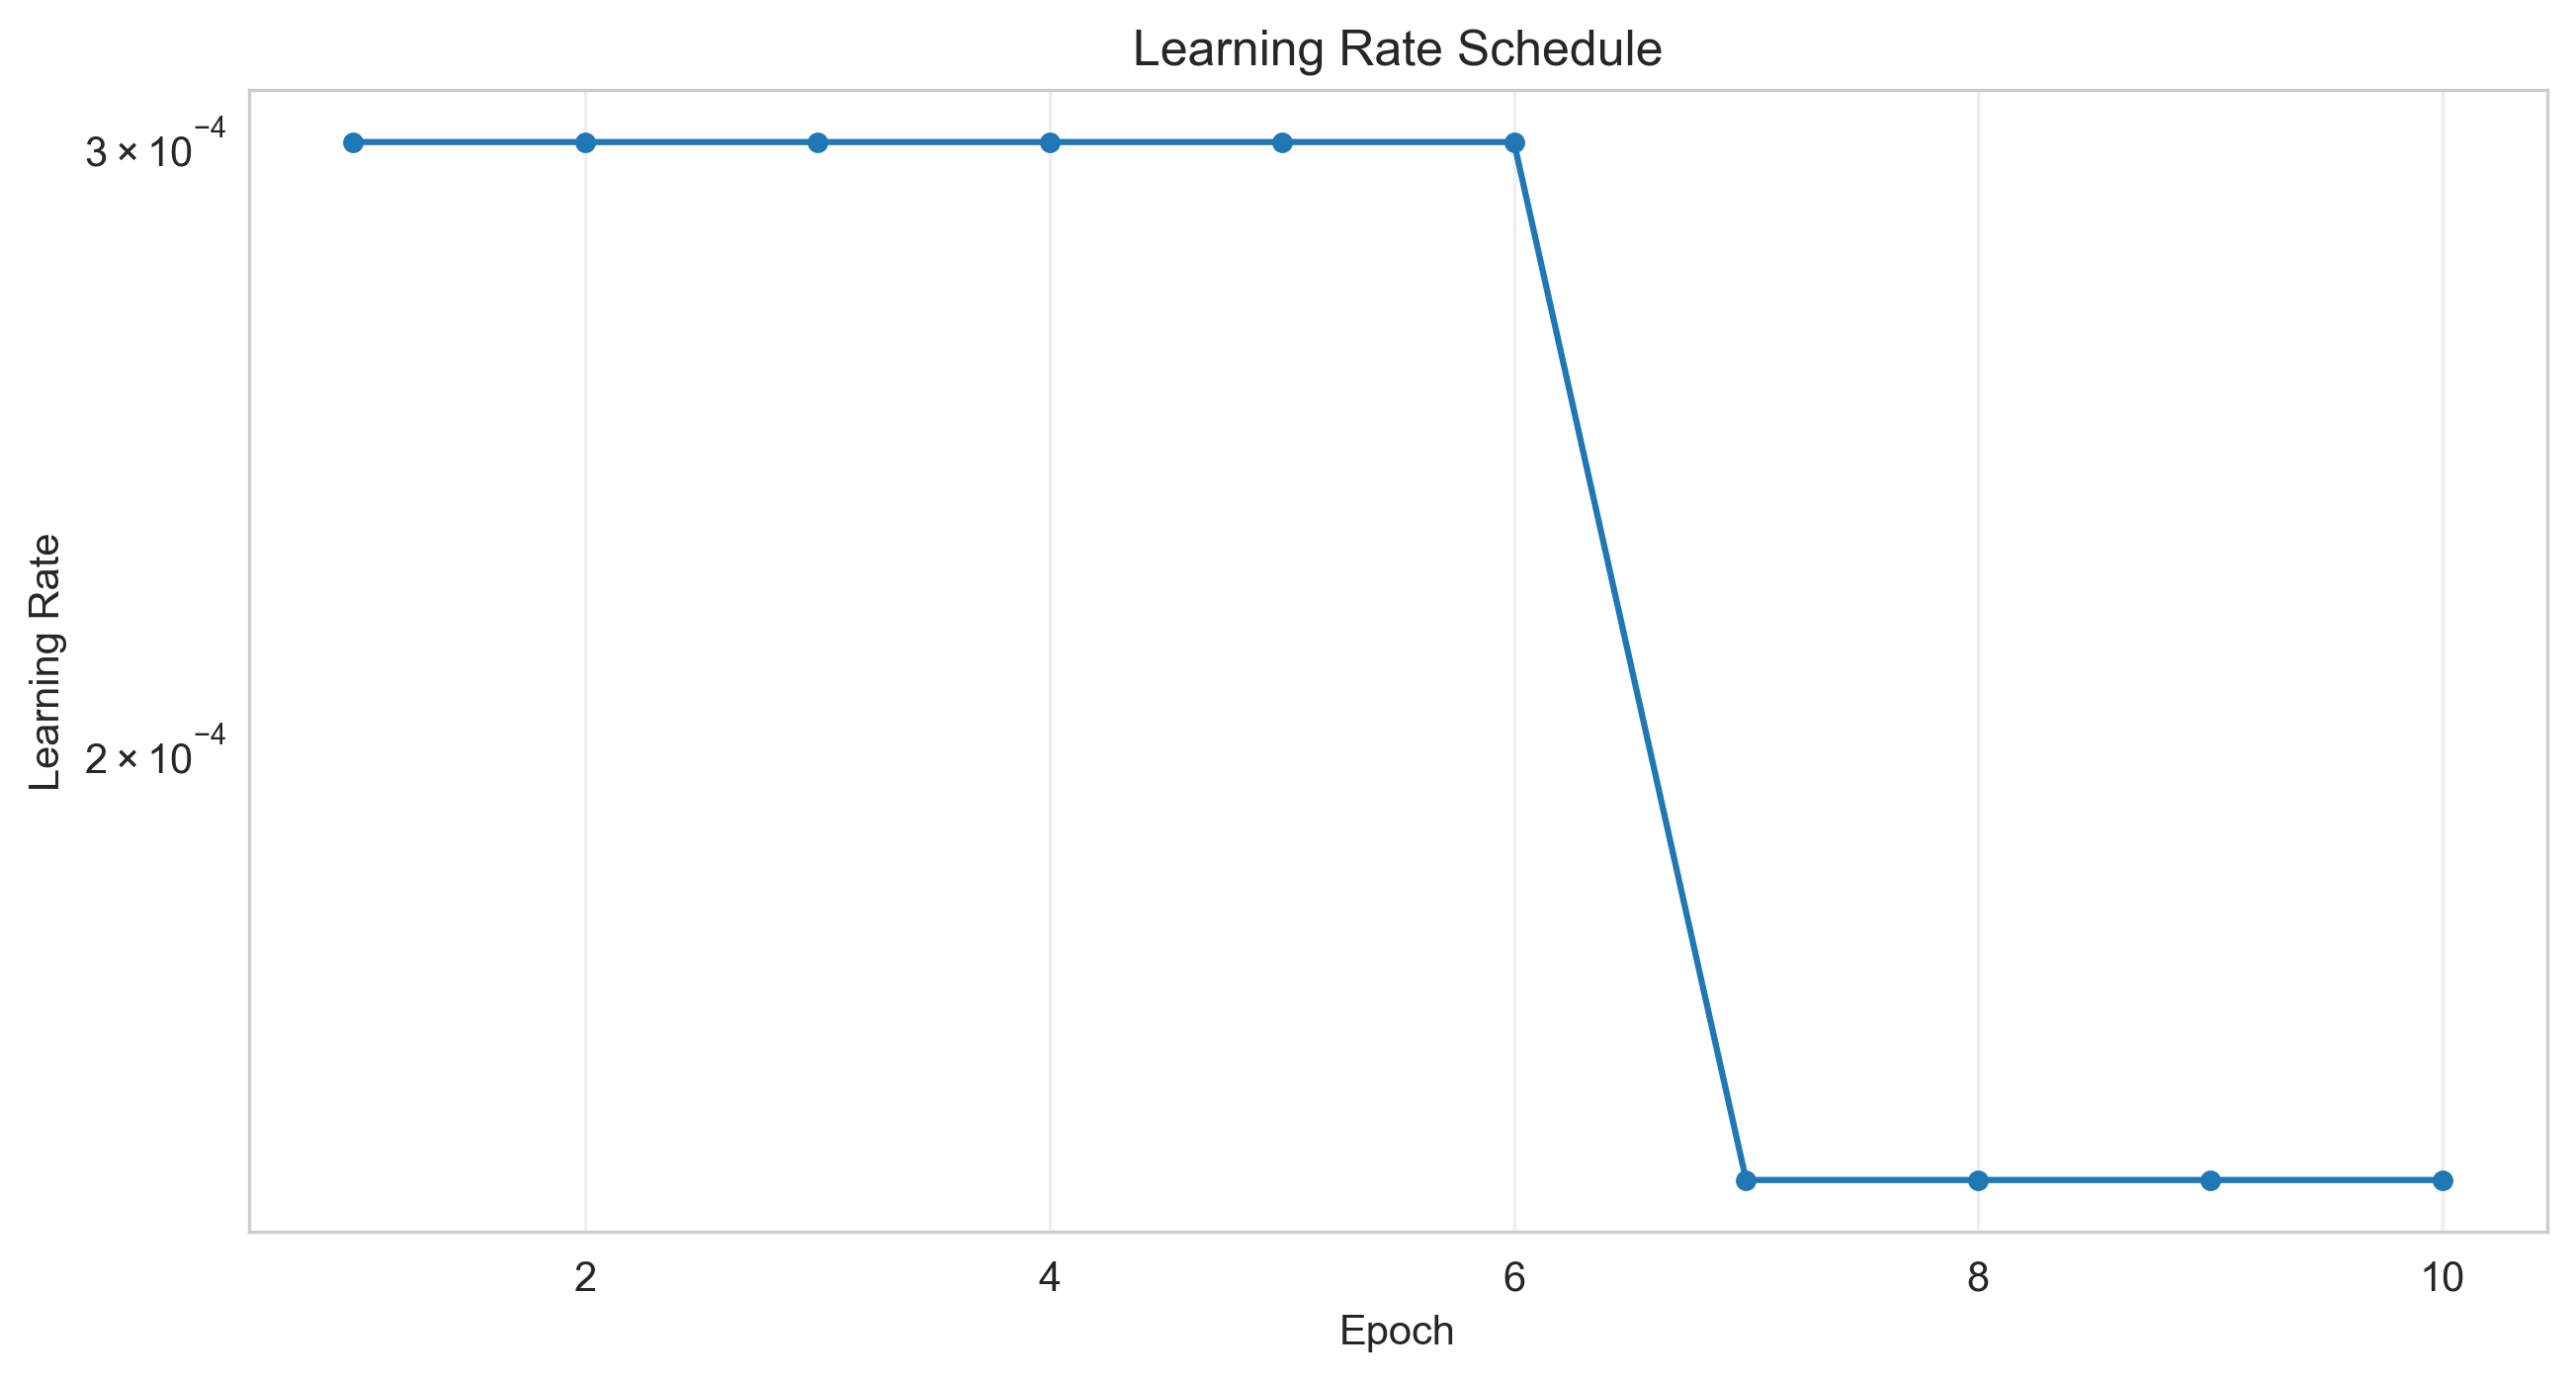 Learning Rate Schedule
3 × 10⁻⁴
2 × 10⁻⁴
Learning Rate
2 4 6 8 10
Epoch